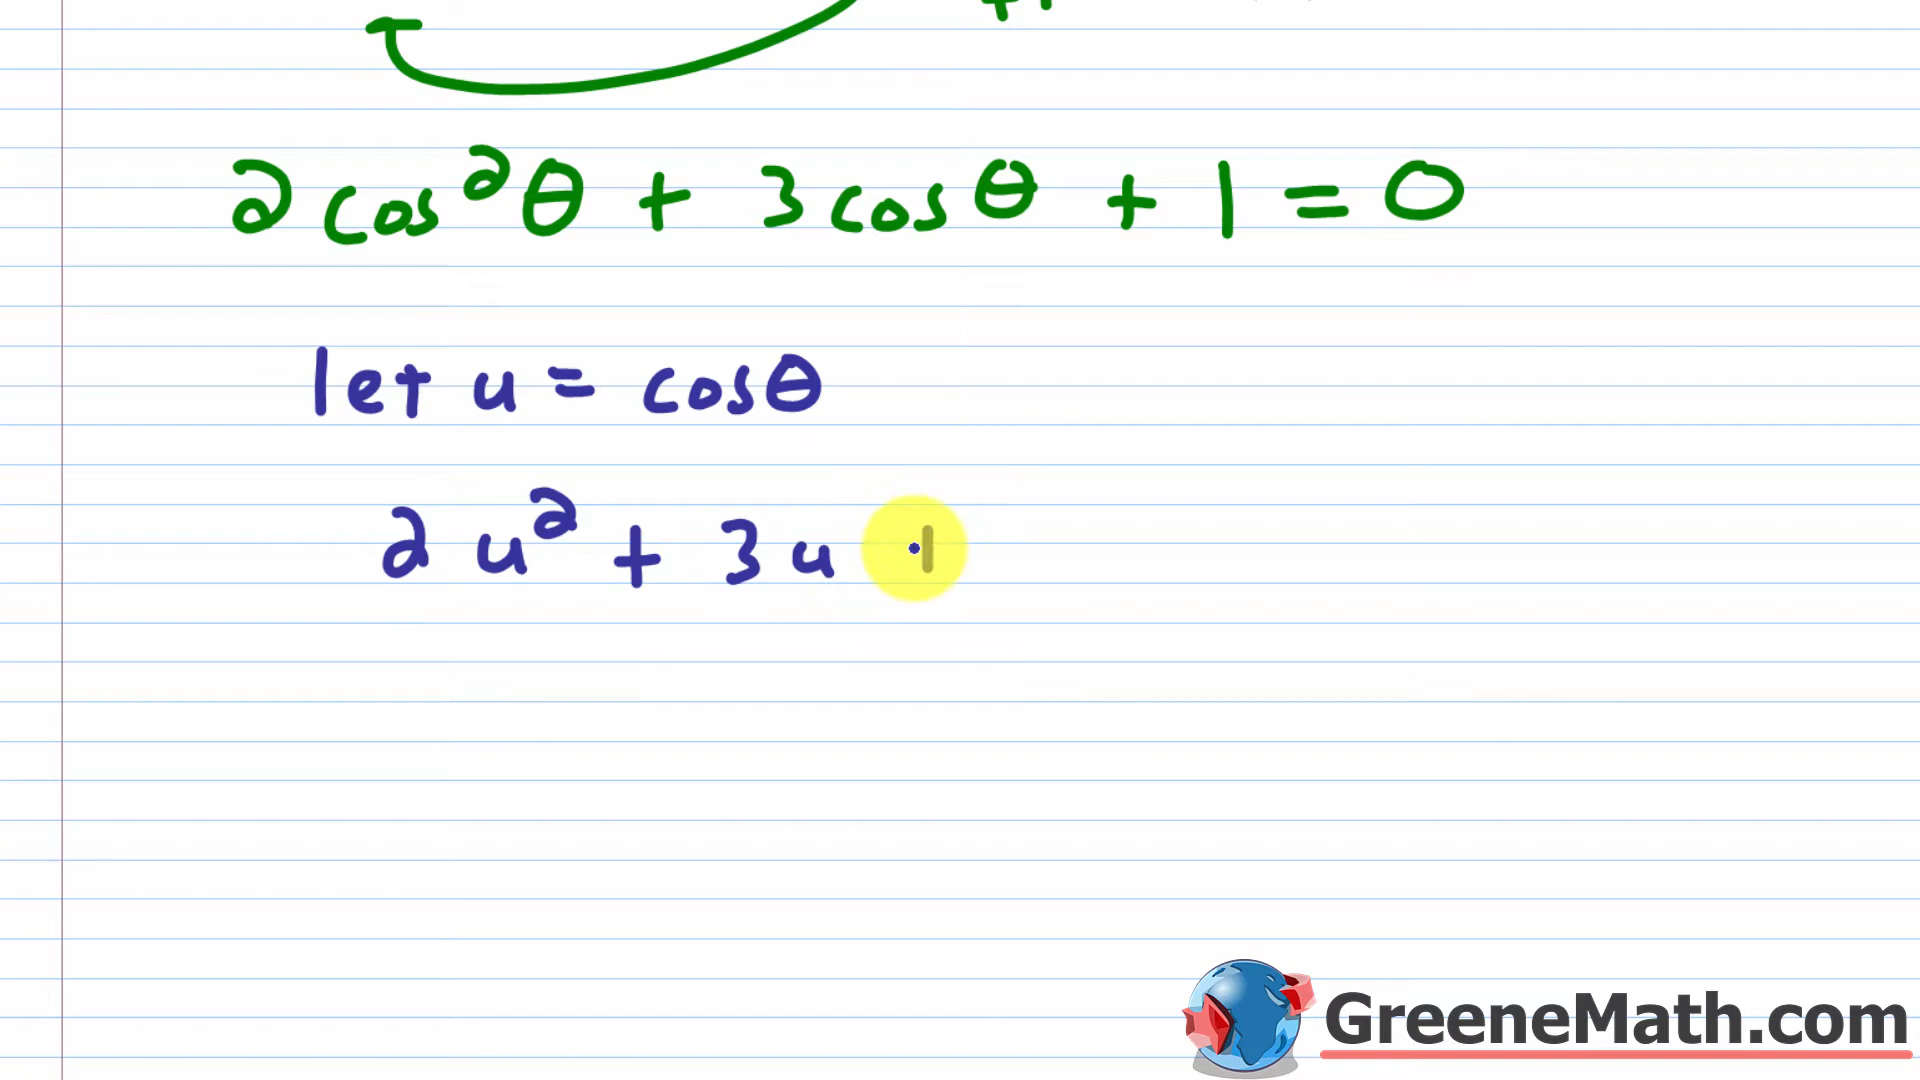 2 cos²θ + 3 cos θ + 1 = 0
let u = cosθ
2 u² + 3 u
GreeneMath.com